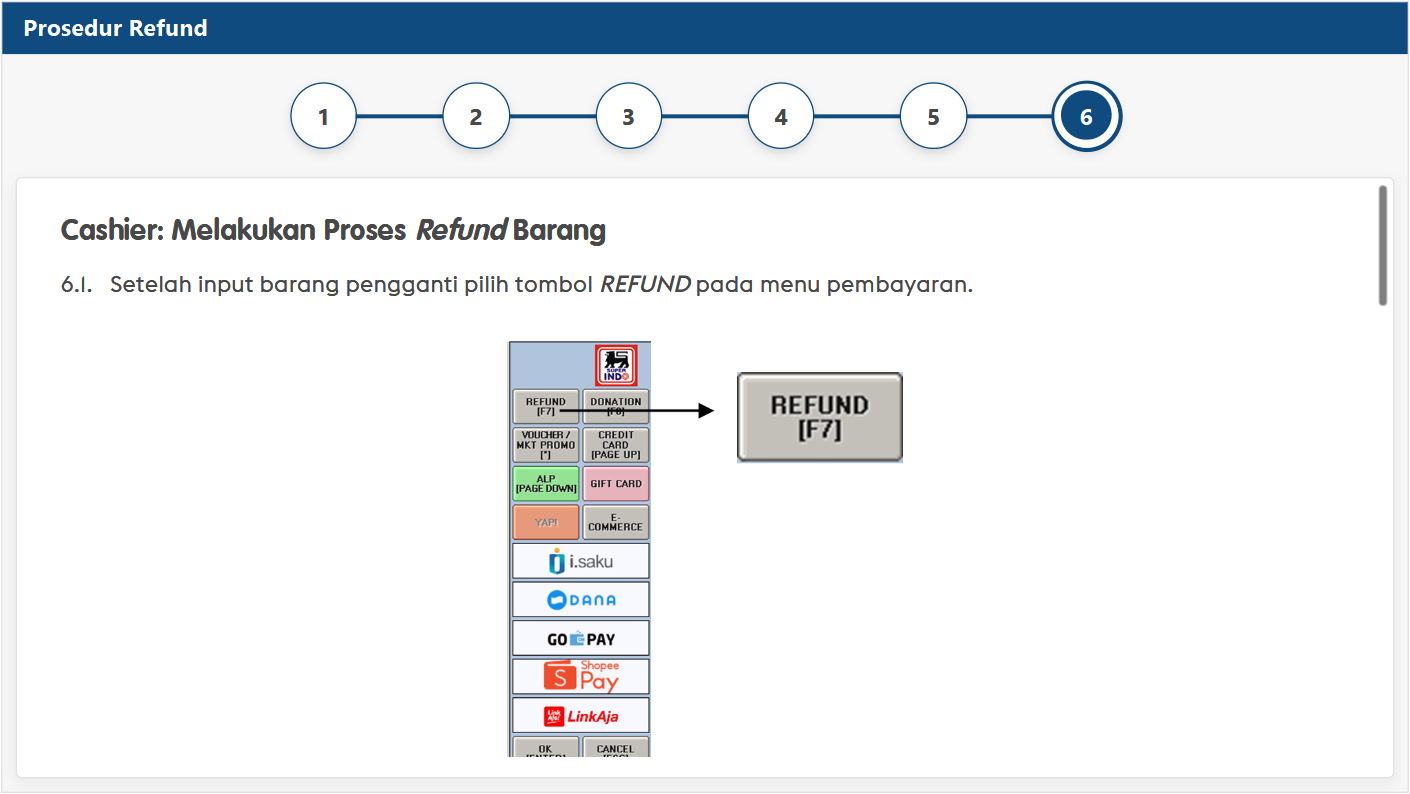 Prosedur Refund
1 2 3 4 5 6
Cashier: Melakukan Proses Refund Barang
6.1. Setelah input barang pengganti pilih tombol REFUND pada menu pembayaran.
SUPER
INDO
REFUND
[F7]
DONATION
[F8]
REFUND
[F7]
VOUCHER /
MKT PROMO
[*]
CREDIT
CARD
[PAGE UP]
ALP
[PAGE DOWN]
GIFT CARD
YAP!
E-
COMMERCE
i.saku
DANA
GO PAY
S
Shopee
Pay
Link
Aja!
LinkAja
OK
[ENTER]
CANCEL
[ESC]